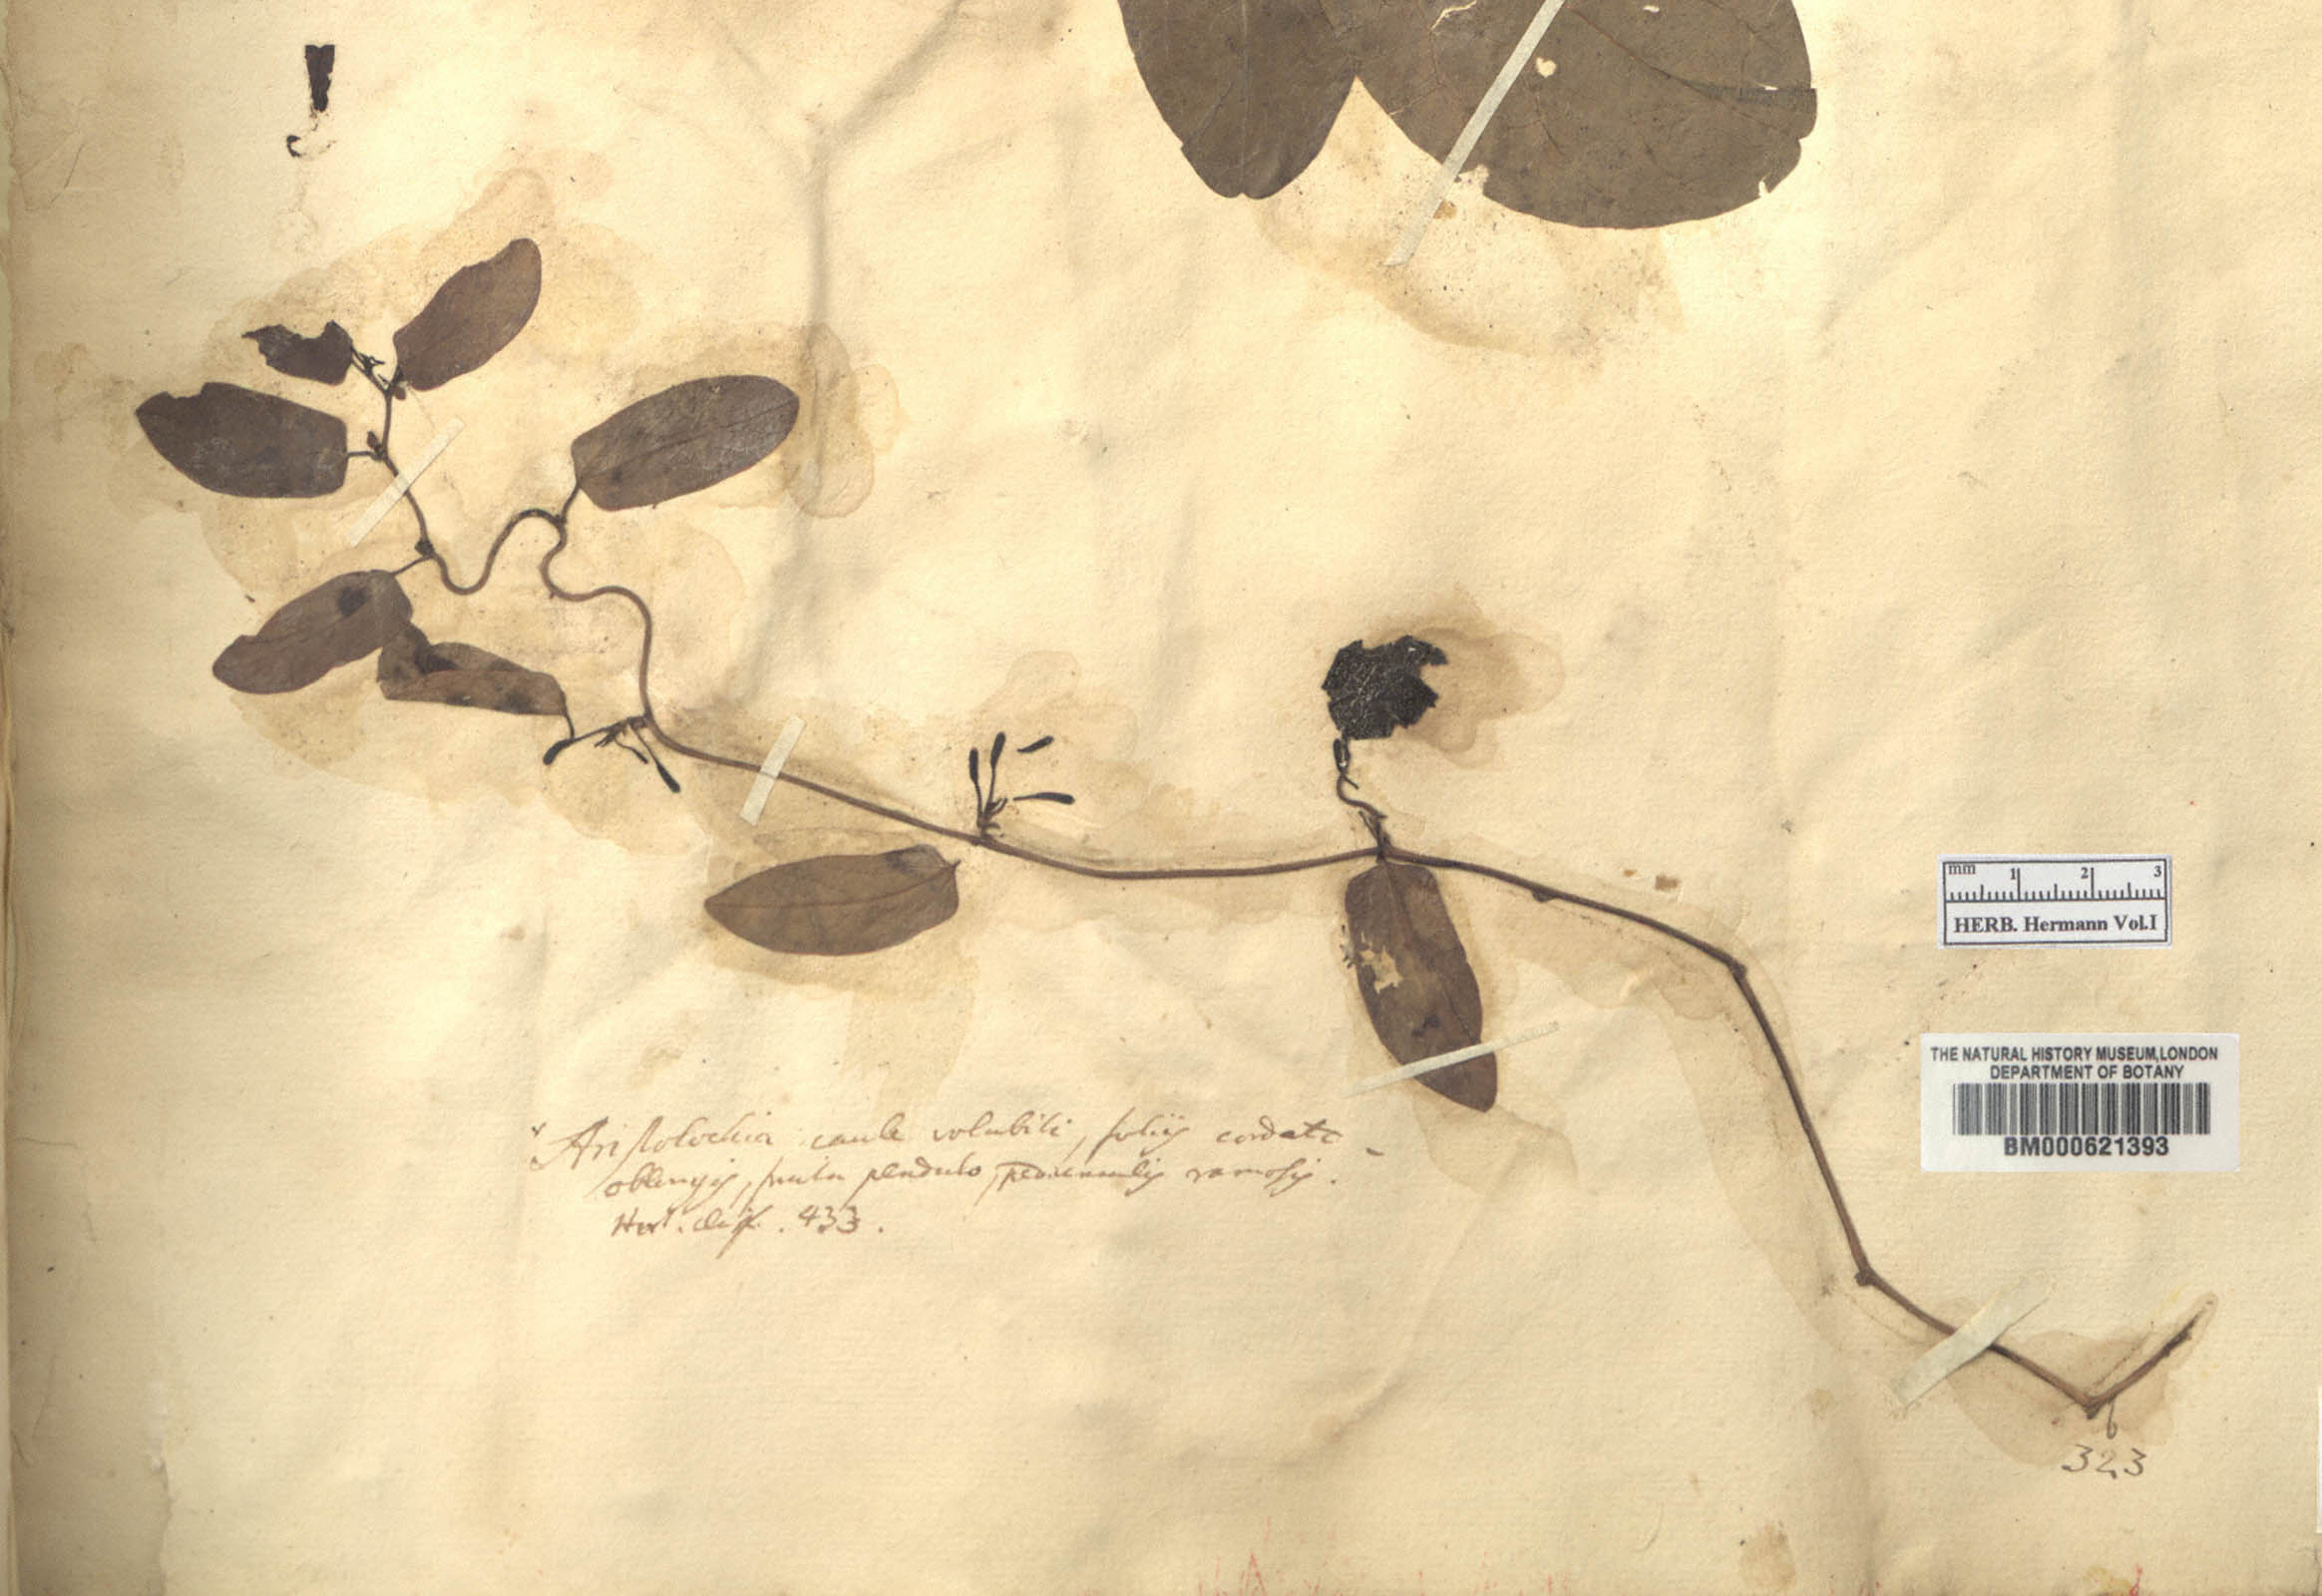 mm 1 2 3
HERB. Hermann Vol.I
THE NATURAL HISTORY MUSEUM,LONDON
DEPARTMENT OF BOTANY
BM000621393
Aristolochia caule volubili, foliis cordato-
oblongis, fructu pendulo, pedunculis ramosis.
Hort. cliff. 433.
6
323